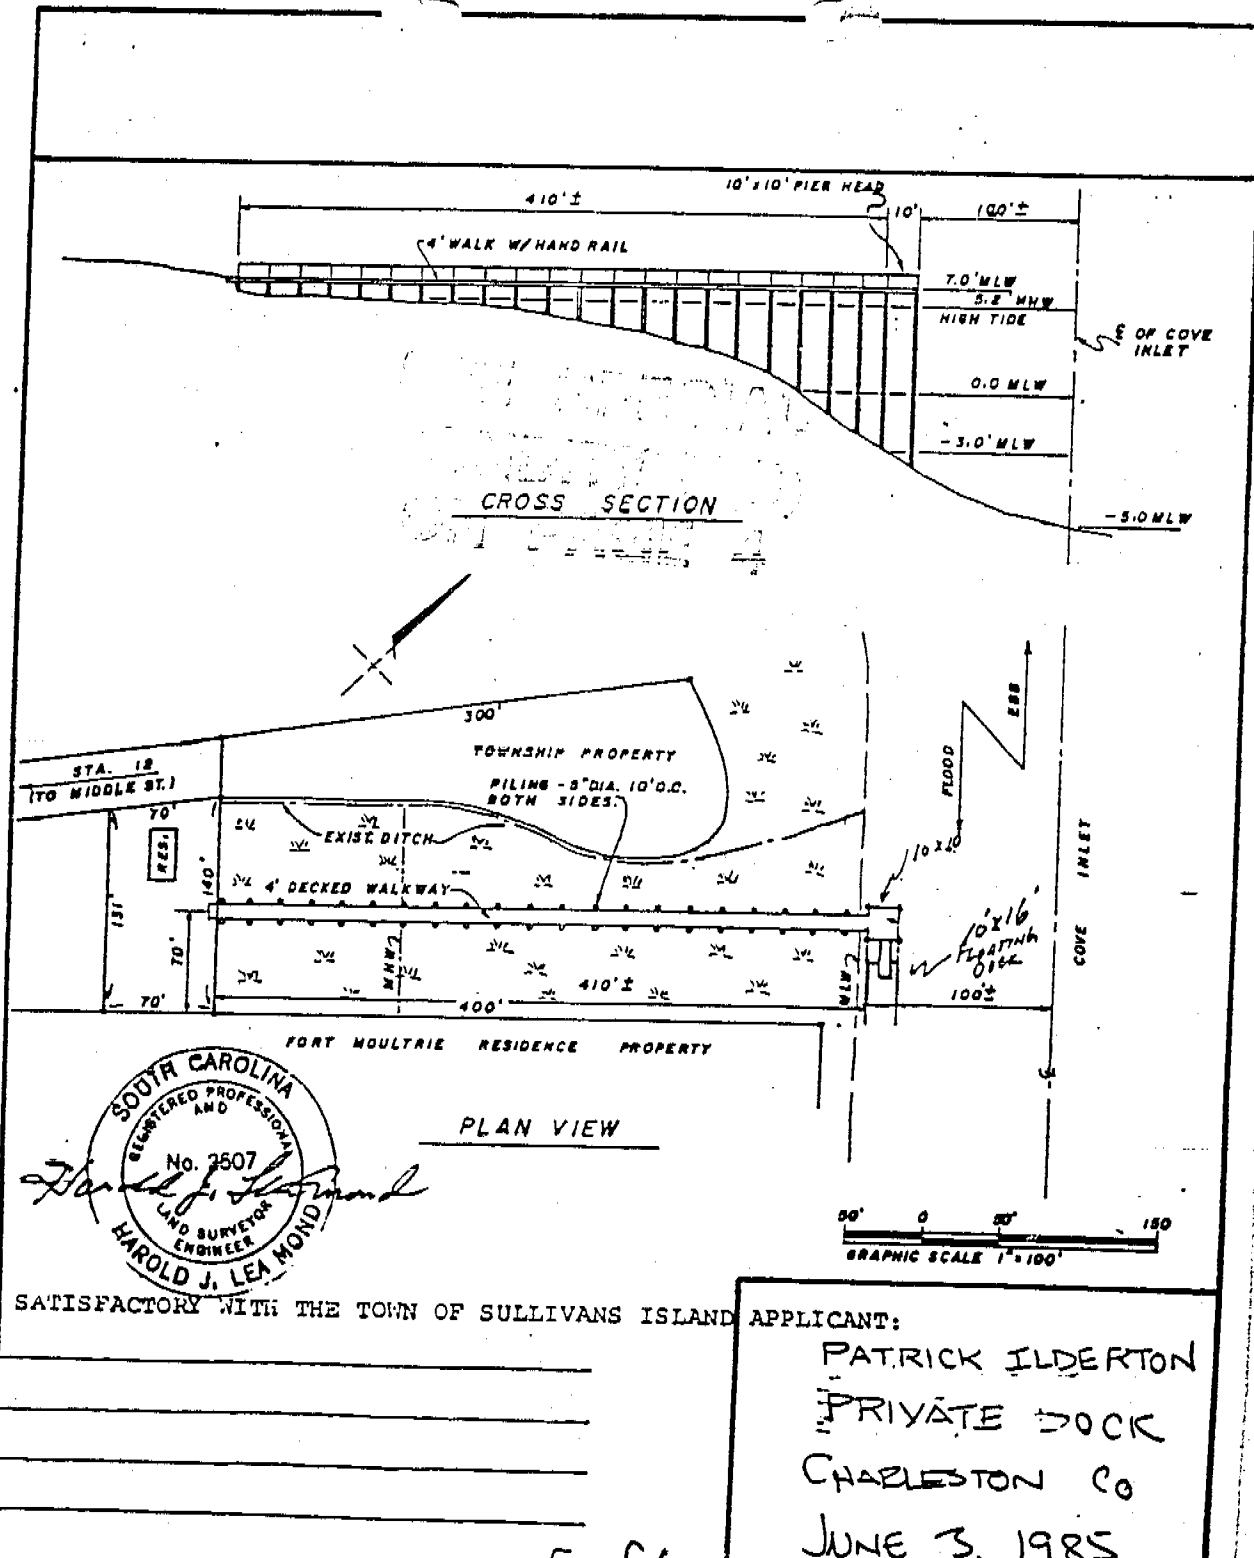 10' x 10' PIER HEAD
410' ±
10'
100' ±
4' WALK W/ HAND RAIL
7.0' MLW
5.2' MHW
HIGH TIDE
℄ OF COVE
INLET
0.0 MLW
-3.0' MLW
CROSS SECTION
-5.0 MLW
300'
TOWNSHIP PROPERTY
STA. 12
(TO MIDDLE ST.)
PILING - 8" DIA. 10' O.C.
BOTH SIDES.
EBB
FLOOD
70'
RES.
EXIST. DITCH
10x10
140'
4' DECKED WALKWAY
131'
COVE INLET
10'x16'
FLOATING
DOCK
70'
MHW
MLW
410' ±
100' ±
70'
400'
FORT MOULTRIE RESIDENCE PROPERTY
℄
SOUTH CAROLINA
REGISTERED PROFESSIONAL
AND
No. 2507
LAND SURVEYOR
ENGINEER
HAROLD J. LEAMOND
PLAN VIEW
50' 0 50' 150
GRAPHIC SCALE 1" = 100'
SATISFACTORY WITH THE TOWN OF SULLIVANS ISLAND
APPLICANT:
PATRICK ILDERTON
PRIVATE DOCK
CHARLESTON CO
JUNE 3, 1985